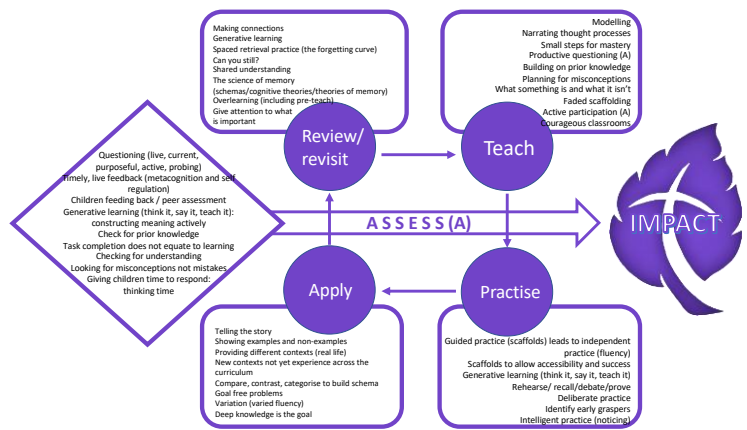 Making connections
Generative learning
Spaced retrieval practice (the forgetting curve)
Can you still?
Shared understanding
The science of memory
(schemas/cognitive theories/theories of memory)
Overlearning (including pre-teach)
Give attention to what
is important
Review/
revisit
Modelling
Narrating thought processes
Small steps for mastery
Productive questioning (A)
Building on prior knowledge
Planning for misconceptions
What something is and what it isn't
Faded scaffolding
Active participation (A)
Courageous classrooms
Teach
Questioning (live, current,
purposeful, active, probing)
Timely, live feedback (metacognition and self
regulation)
Children feeding back / peer assessment
Generative learning (think it, say it, teach it):
constructing meaning actively
Check for prior knowledge
Task completion does not equate to learning
Checking for understanding
Looking for misconceptions not mistakes
Giving children time to respond:
thinking time
A S S E S S (A)
IMPACT
Apply
Telling the story
Showing examples and non-examples
Providing different contexts (real life)
New contexts not yet experience across the
curriculum
Compare, contrast, categorise to build schema
Goal free problems
Variation (varied fluency)
Deep knowledge is the goal
Practise
Guided practice (scaffolds) leads to independent
practice (fluency)
Scaffolds to allow accessibility and success
Generative learning (think it, say it, teach it)
Rehearse/ recall/debate/prove
Deliberate practice
Identify early graspers
Intelligent practice (noticing)